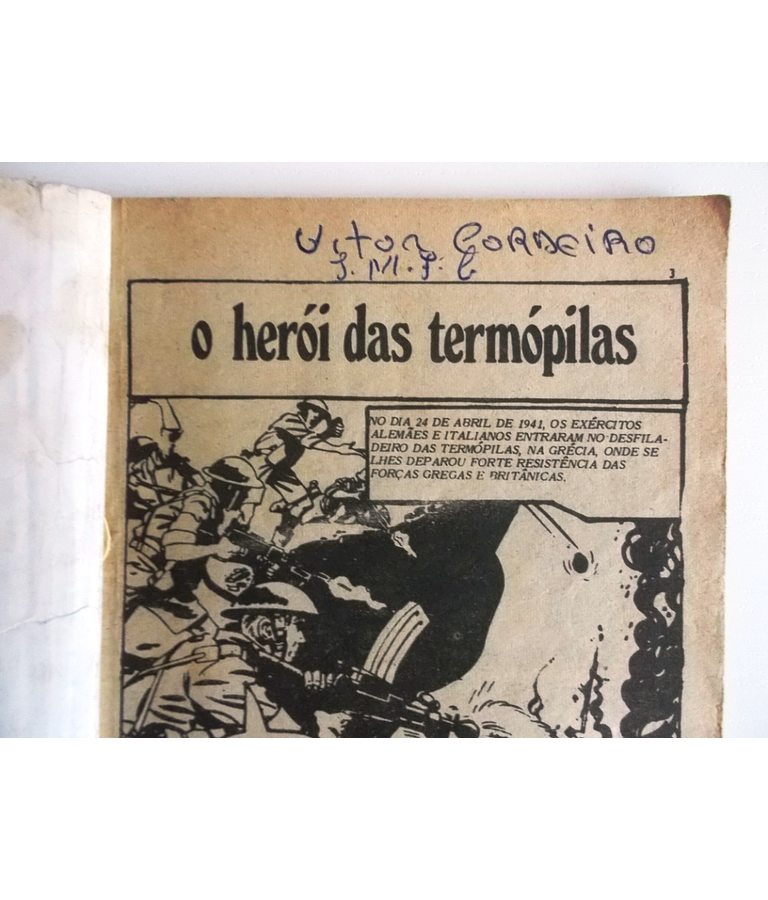 Vitor CORDEiRO
J. M. J. C
3
o herói das termópilas
NO DIA 24 DE ABRIL DE 1941, OS EXÉRCITOS
ALEMÃES E ITALIANOS ENTRARAM NO DESFILA-
DEIRO DAS TERMÓPILAS, NA GRÉCIA, ONDE SE
LHES DEPAROU FORTE RESISTÊNCIA DAS
FORÇAS GREGAS E BRITÂNICAS.